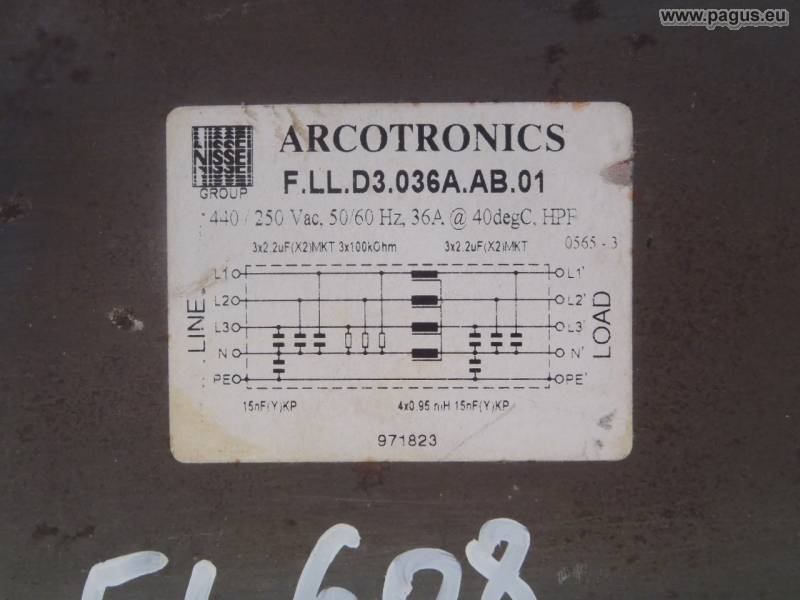 www.pagus.eu
NISSEI
GROUP
ARCOTRONICS
F.LL.D3.036A.AB.01
440 / 250 Vac, 50/60 Hz, 36A @ 40degC, HPF
0565 - 3
3x2.2uF(X2)MKT 3x100kOhm 3x2.2uF(X2)MKT
LINE
L1 L1'
L2 L2'
L3 L3'
N N'
PE PE'
LOAD
15nF(Y)KP 4x0.95 mH 15nF(Y)KP
971823
608